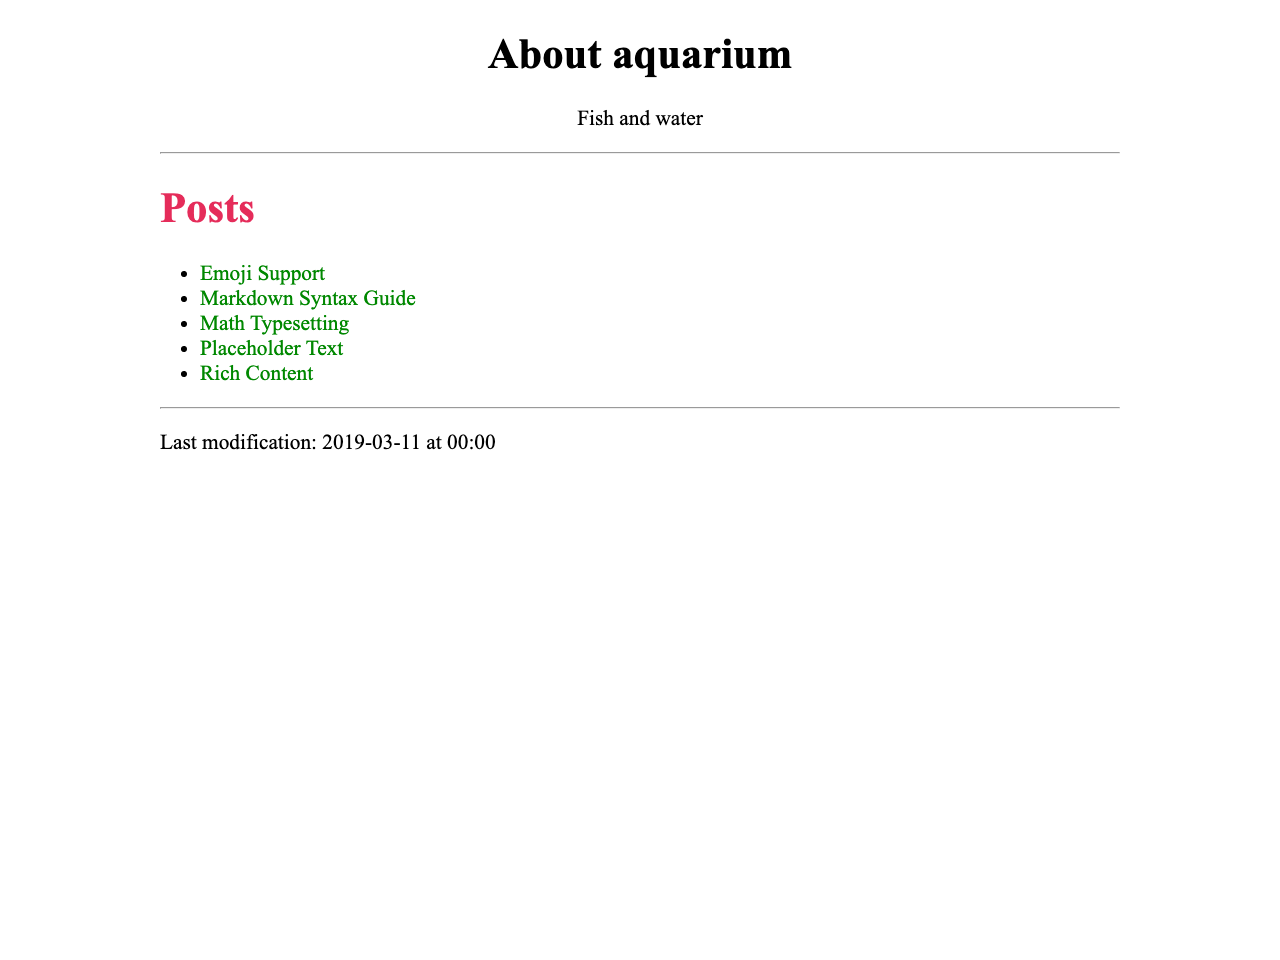 About aquarium
Fish and water
Posts
Emoji Support
Markdown Syntax Guide
Math Typesetting
Placeholder Text
Rich Content
Last modification: 2019-03-11 at 00:00